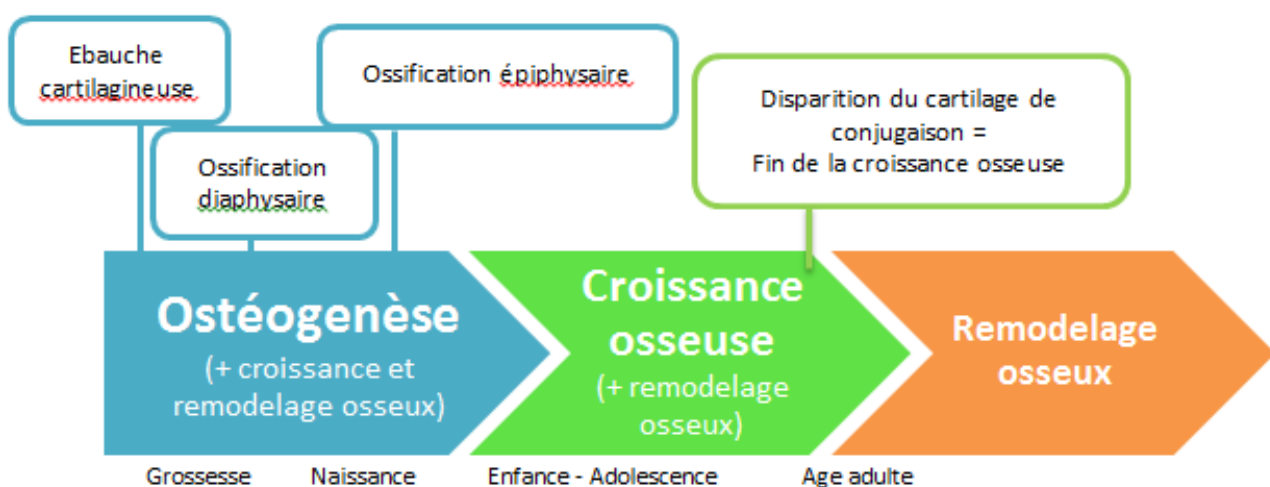 Ebauche
cartilagineuse
Ossification épiphysaire
Ossification
diaphysaire
Disparition du cartilage de
conjugaison =
Fin de la croissance osseuse
Ostéogenèse
(+ croissance et
remodelage osseux)
Croissance
osseuse
(+ remodelage
osseux)
Remodelage
osseux
Grossesse
Naissance
Enfance - Adolescence
Age adulte